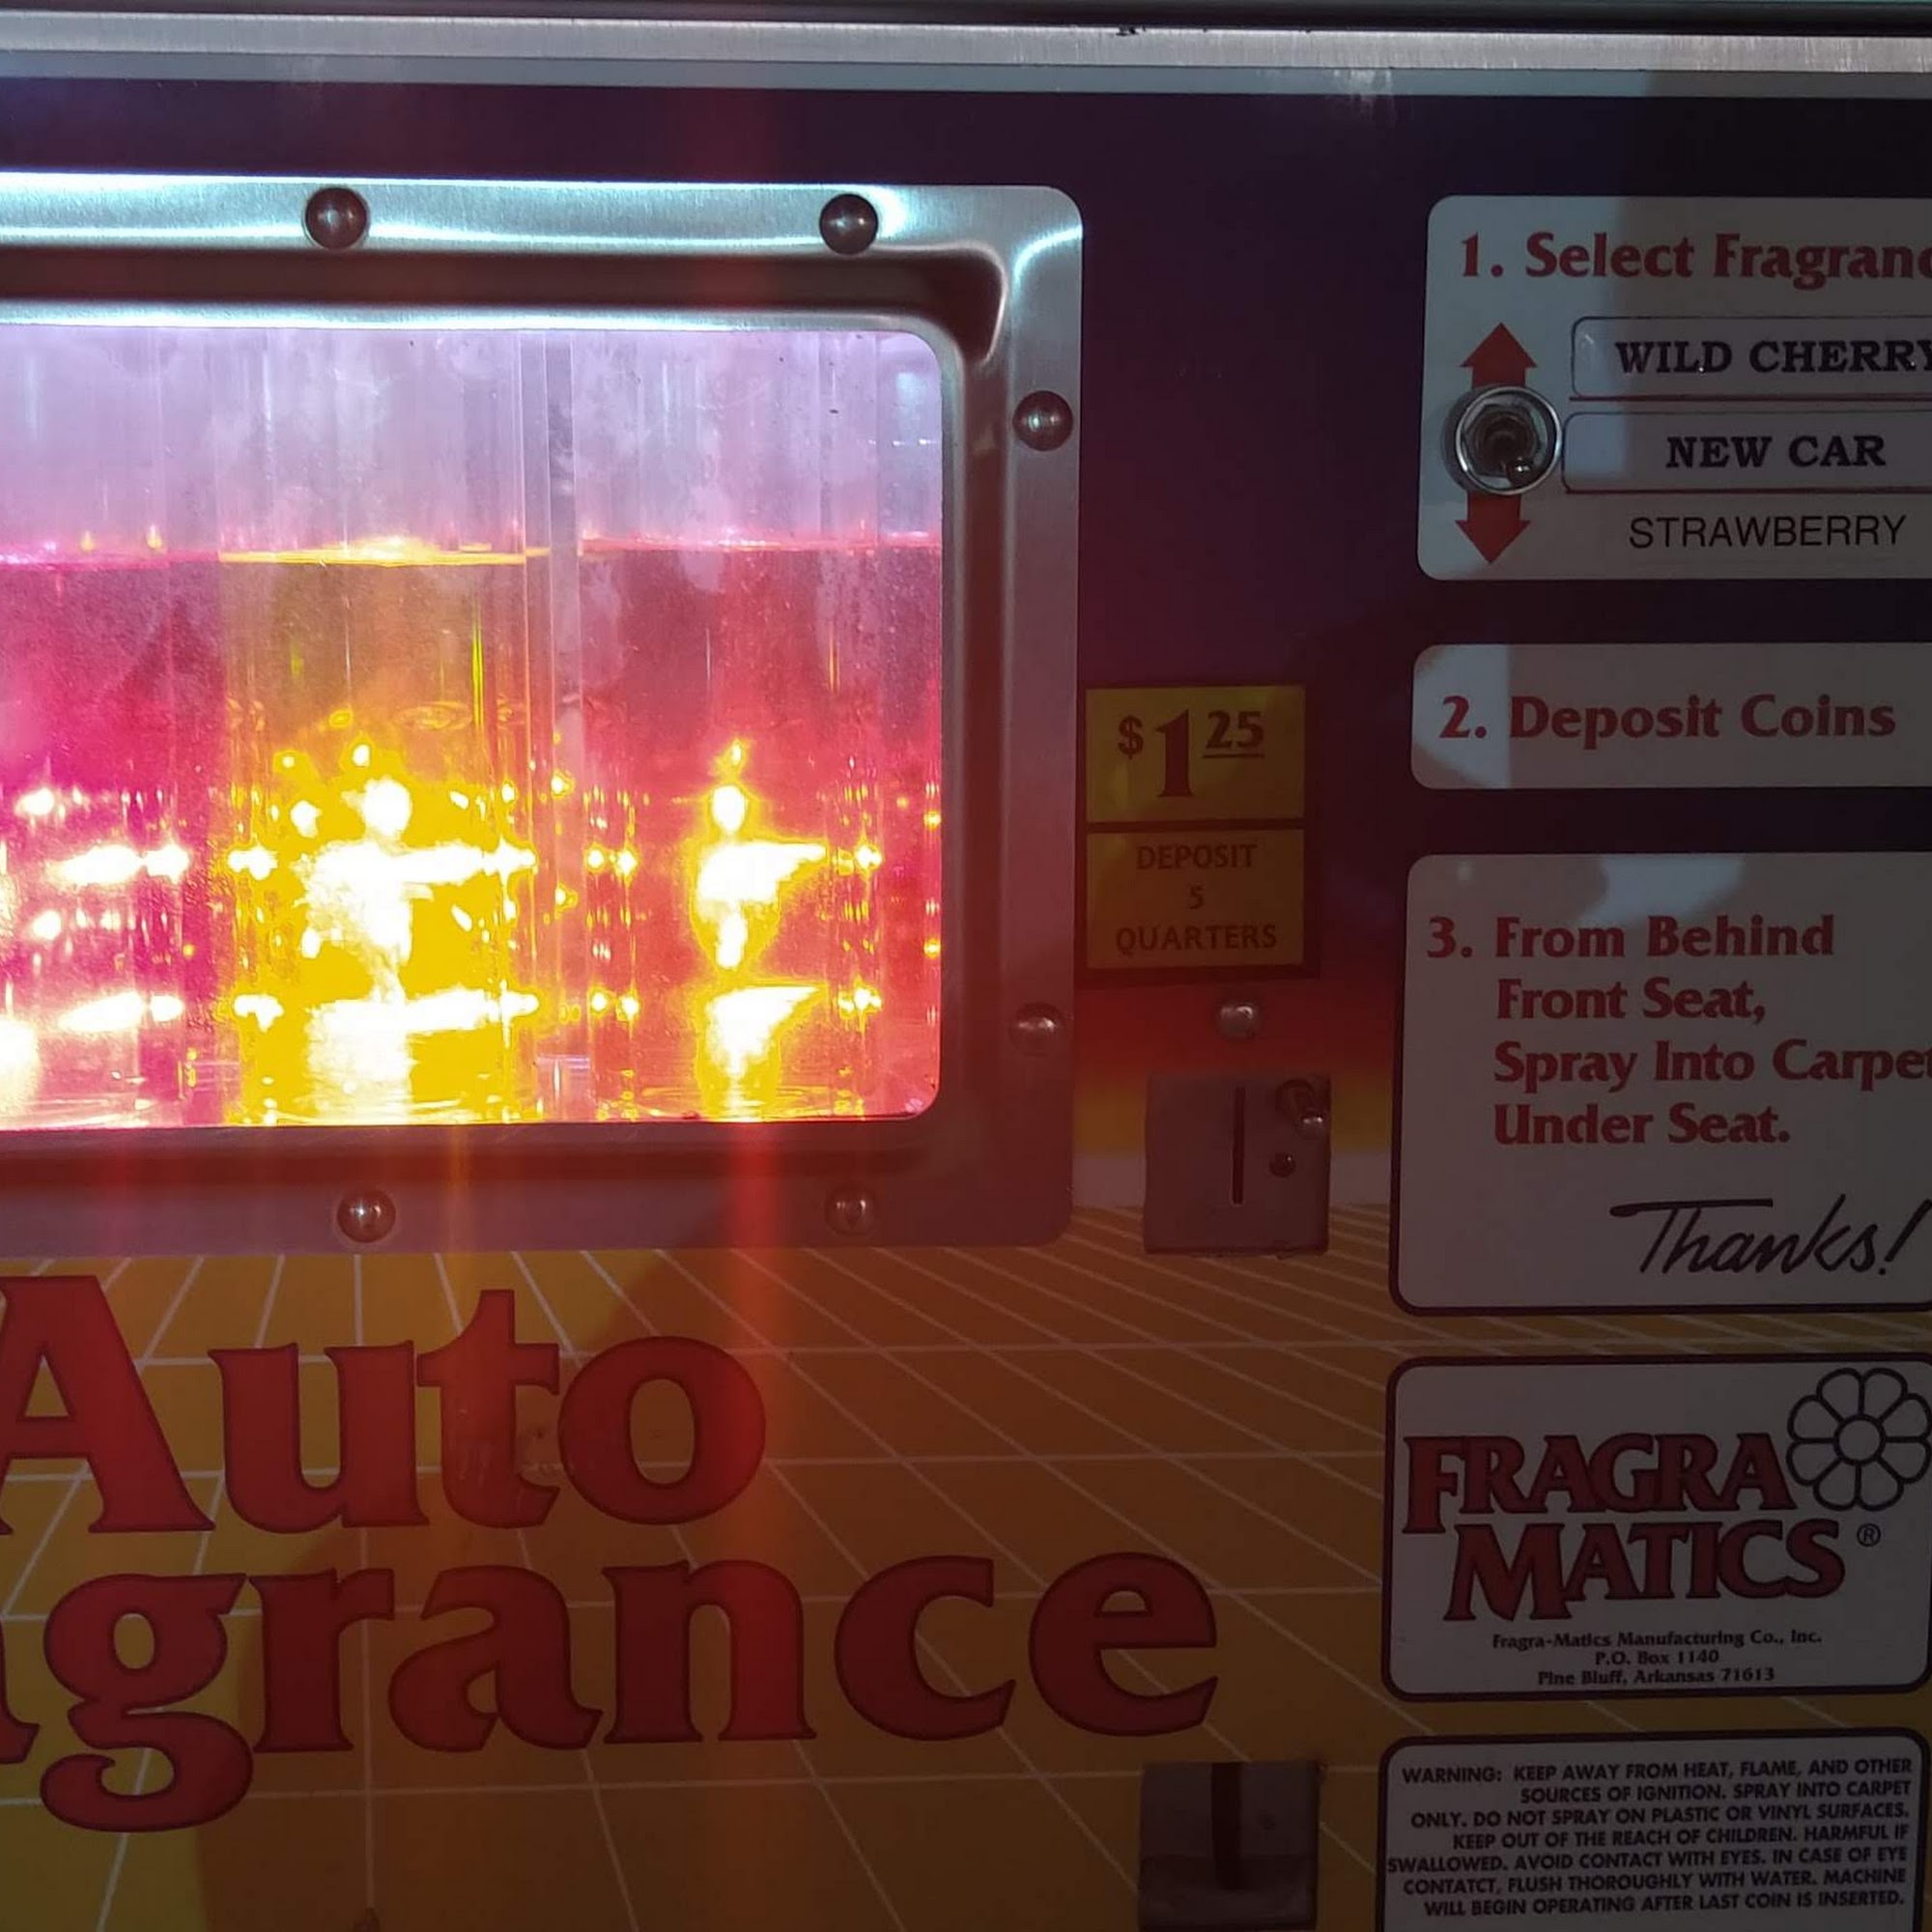 1. Select Fragranc
WILD CHERRY
NEW CAR
STRAWBERRY
2. Deposit Coins
$1 25
DEPOSIT
5
QUARTERS
3. From Behind
Front Seat,
Spray Into Carpet
Under Seat.
Thanks!
Auto
grance
FRAGRA
MATICS ®
Fragra-Matics Manufacturing Co., Inc.
P.O. Box 1140
Pine Bluff, Arkansas 71613
WARNING: KEEP AWAY FROM HEAT, FLAME, AND OTHER
SOURCES OF IGNITION. SPRAY INTO CARPET
ONLY. DO NOT SPRAY ON PLASTIC OR VINYL SURFACES.
KEEP OUT OF THE REACH OF CHILDREN. HARMFUL IF
SWALLOWED. AVOID CONTACT WITH EYES. IN CASE OF EYE
CONTATCT, FLUSH THOROUGHLY WITH WATER. MACHINE
WILL BEGIN OPERATING AFTER LAST COIN IS INSERTED.